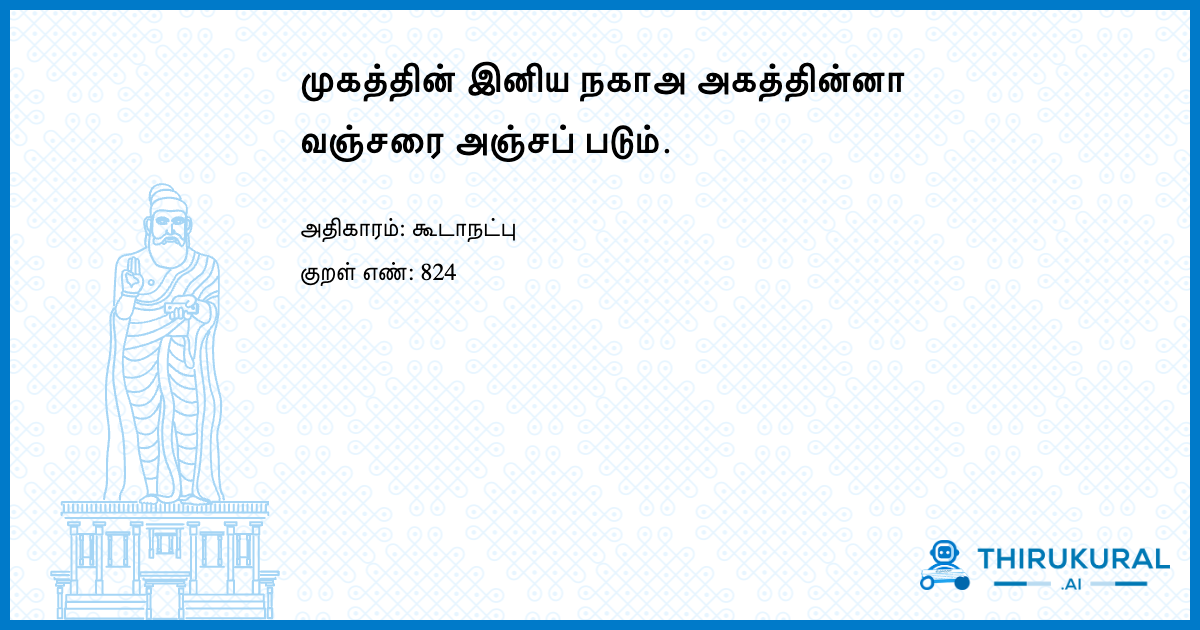 முகத்தின் இனிய நகாஅ அகத்தின்னா
வஞ்சரை அஞ்சப் படும்.
அதிகாரம்: கூடாநட்பு
குறள் எண்: 824
THIRUKURAL
.AI